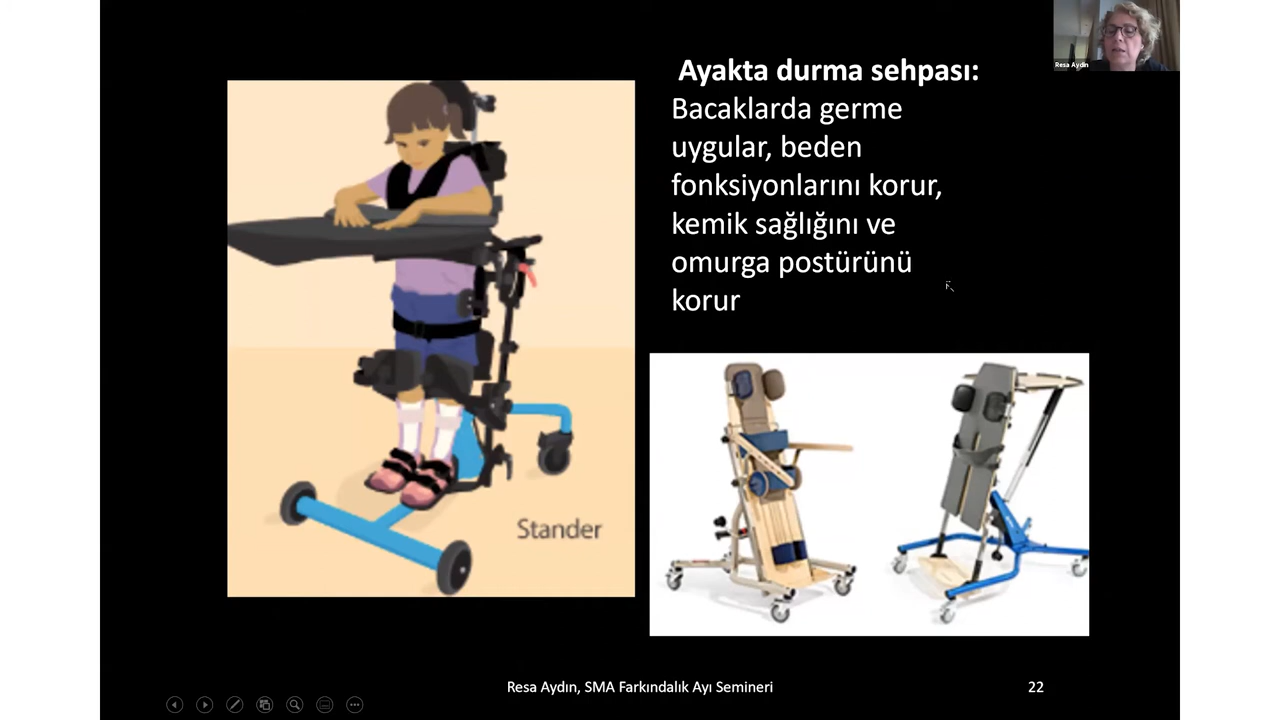 Resa Aydın
Ayakta durma sehpası:
Bacaklarda germe
uygular, beden
fonksiyonlarını korur,
kemik sağlığını ve
omurga postürünü
korur
Stander
Resa Aydın, SMA Farkındalık Ayı Semineri
22